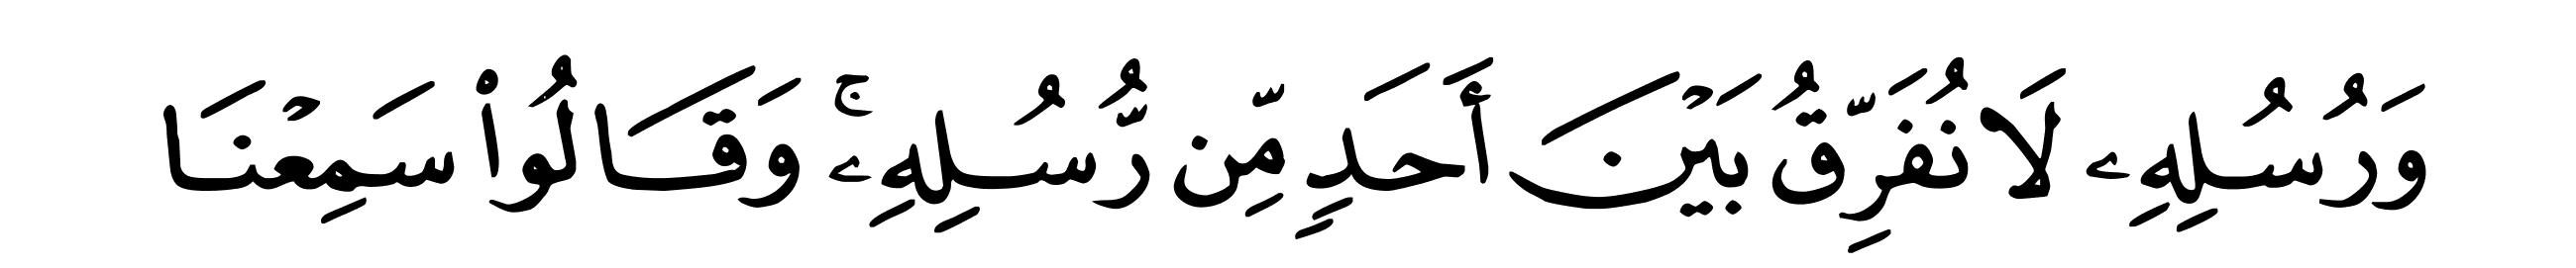 وَرُسُلِهِۦ لَا نُفَرِّقُ بَيْنَ أَحَدٍ مِّن رُّسُلِهِۦۚ وَقَالُوا۟ سَمِعْنَا